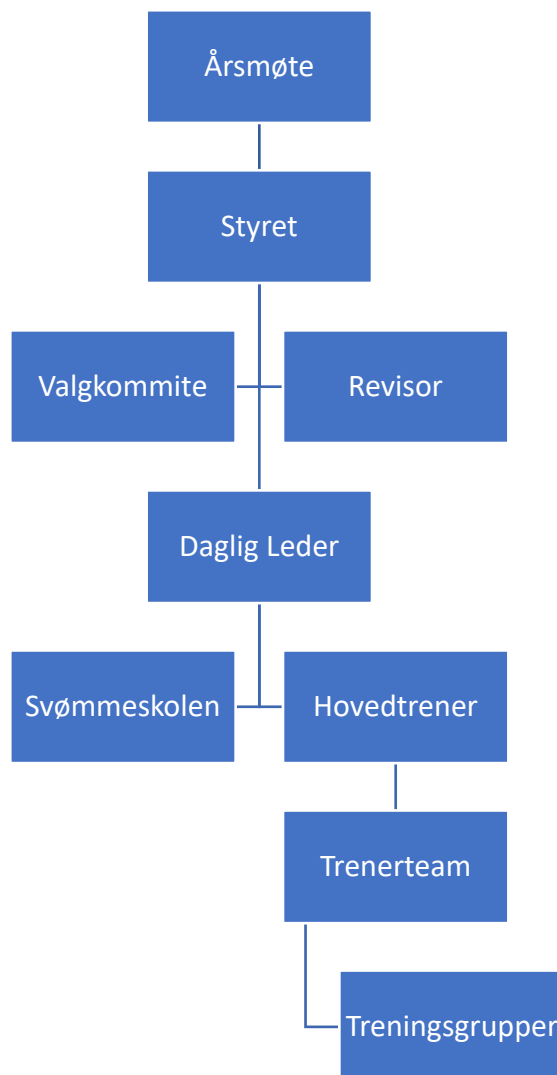 Årsmøte
Styret
Valgkommite
Revisor
Daglig Leder
Svømmeskolen
Hovedtrener
Trenerteam
Treningsgrupper